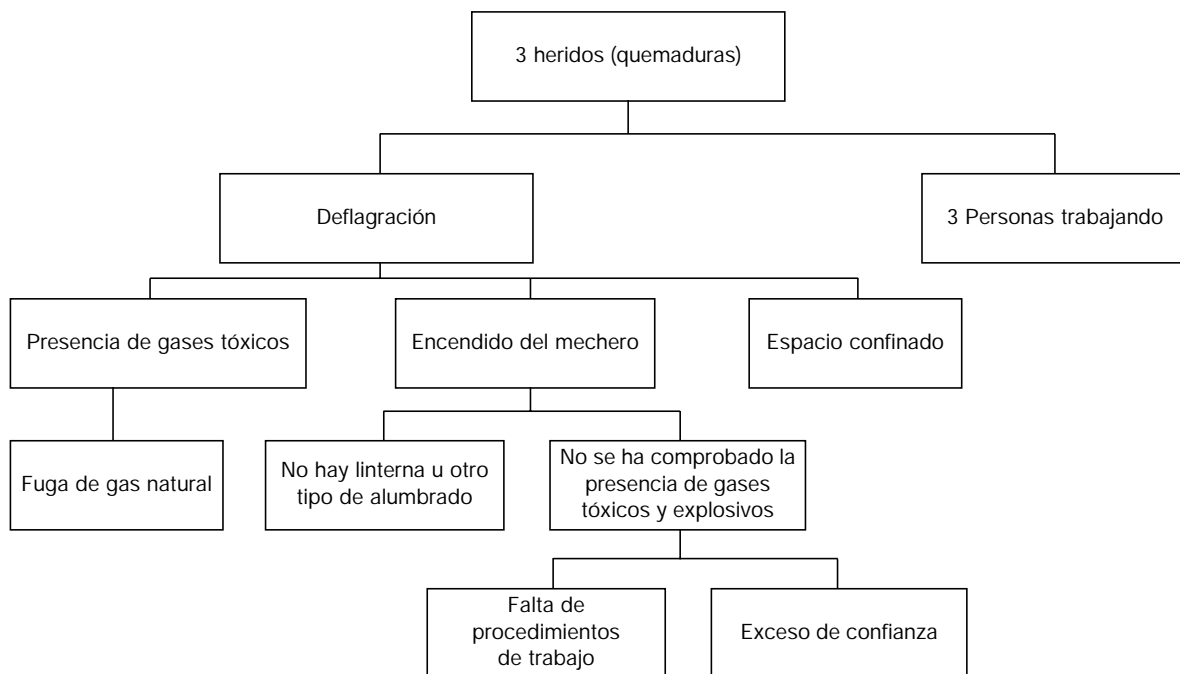 3 heridos (quemaduras)
Deflagración
3 Personas trabajando
Presencia de gases tóxicos
Encendido del mechero
Espacio confinado
Fuga de gas natural
No hay linterna u otro
tipo de alumbrado
No se ha comprobado la
presencia de gases
tóxicos y explosivos
Falta de
procedimientos
de trabajo
Exceso de confianza